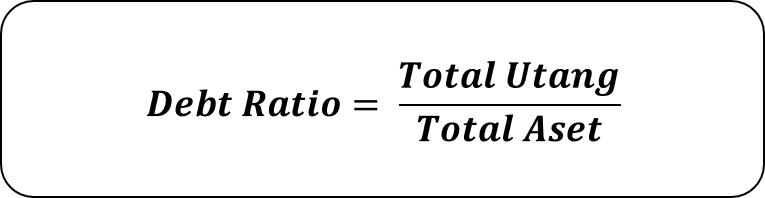 Debt Ratio = Total Utang / Total Aset